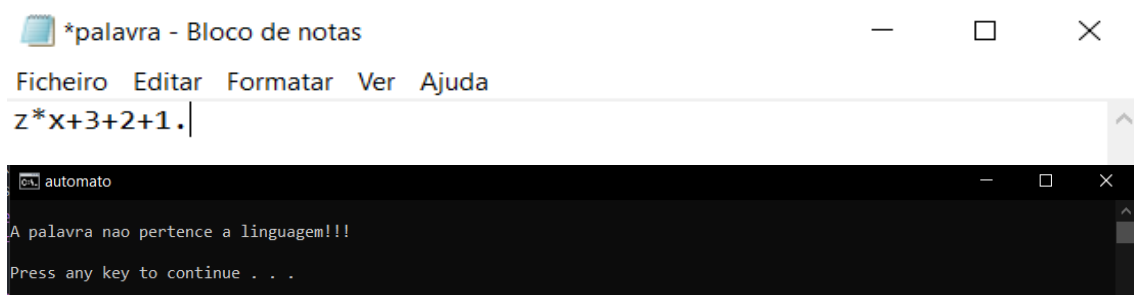 *palavra - Bloco de notas
Ficheiro Editar Formatar Ver Ajuda
z*x+3+2+1.
automato
A palavra nao pertence a linguagem!!!
Press any key to continue . . .